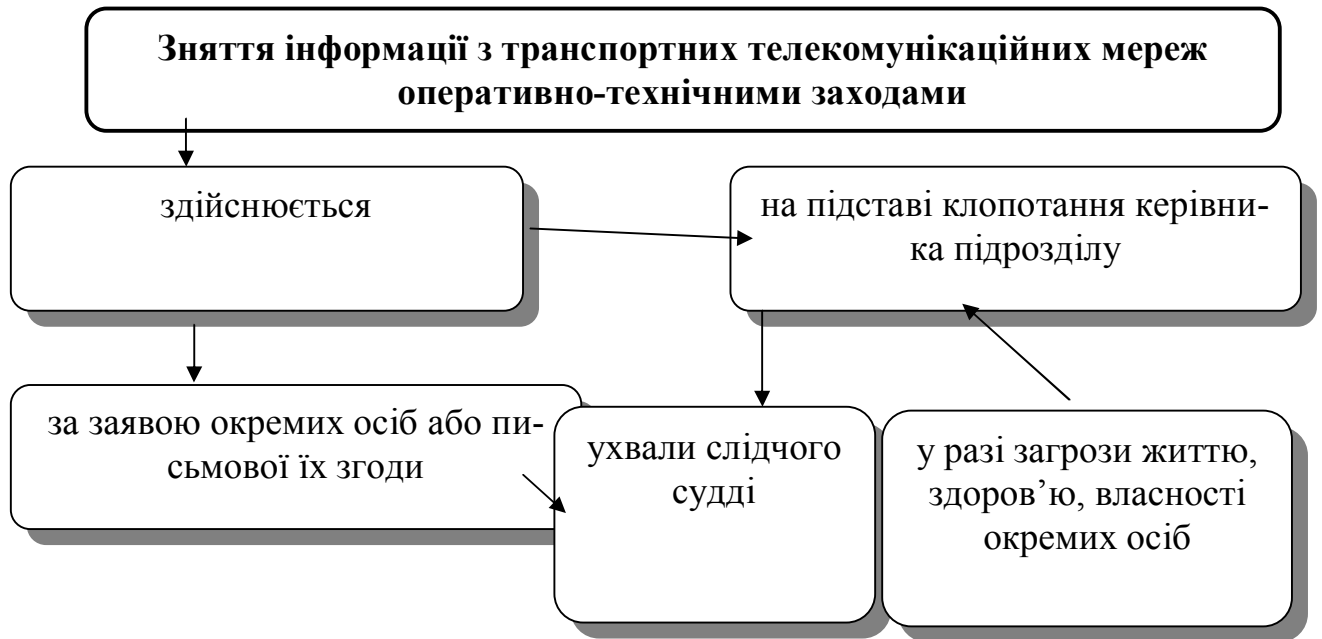 Зняття інформації з транспортних телекомунікаційних мереж
оперативно-технічними заходами
здійснюється
на підставі клопотання керівни-
ка підрозділу
за заявою окремих осіб або пи-
сьмової їх згоди
ухвали слідчого
судді
у разі загрози життю,
здоров’ю, власності
окремих осіб